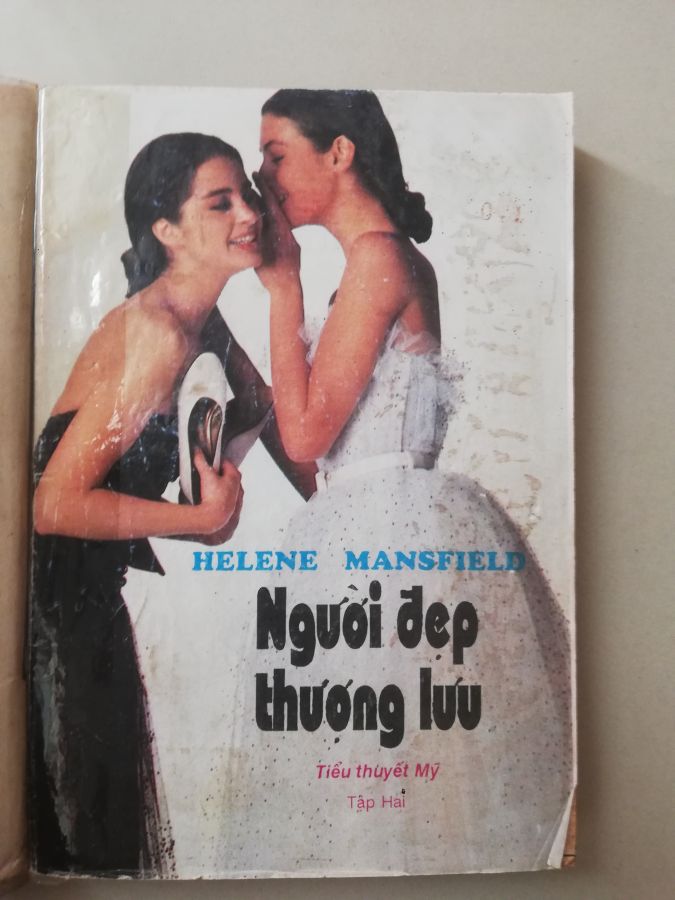 HELENE MANSFIELD
Người đẹp
thượng lưu
Tiểu thuyết Mỹ
Tập Hai